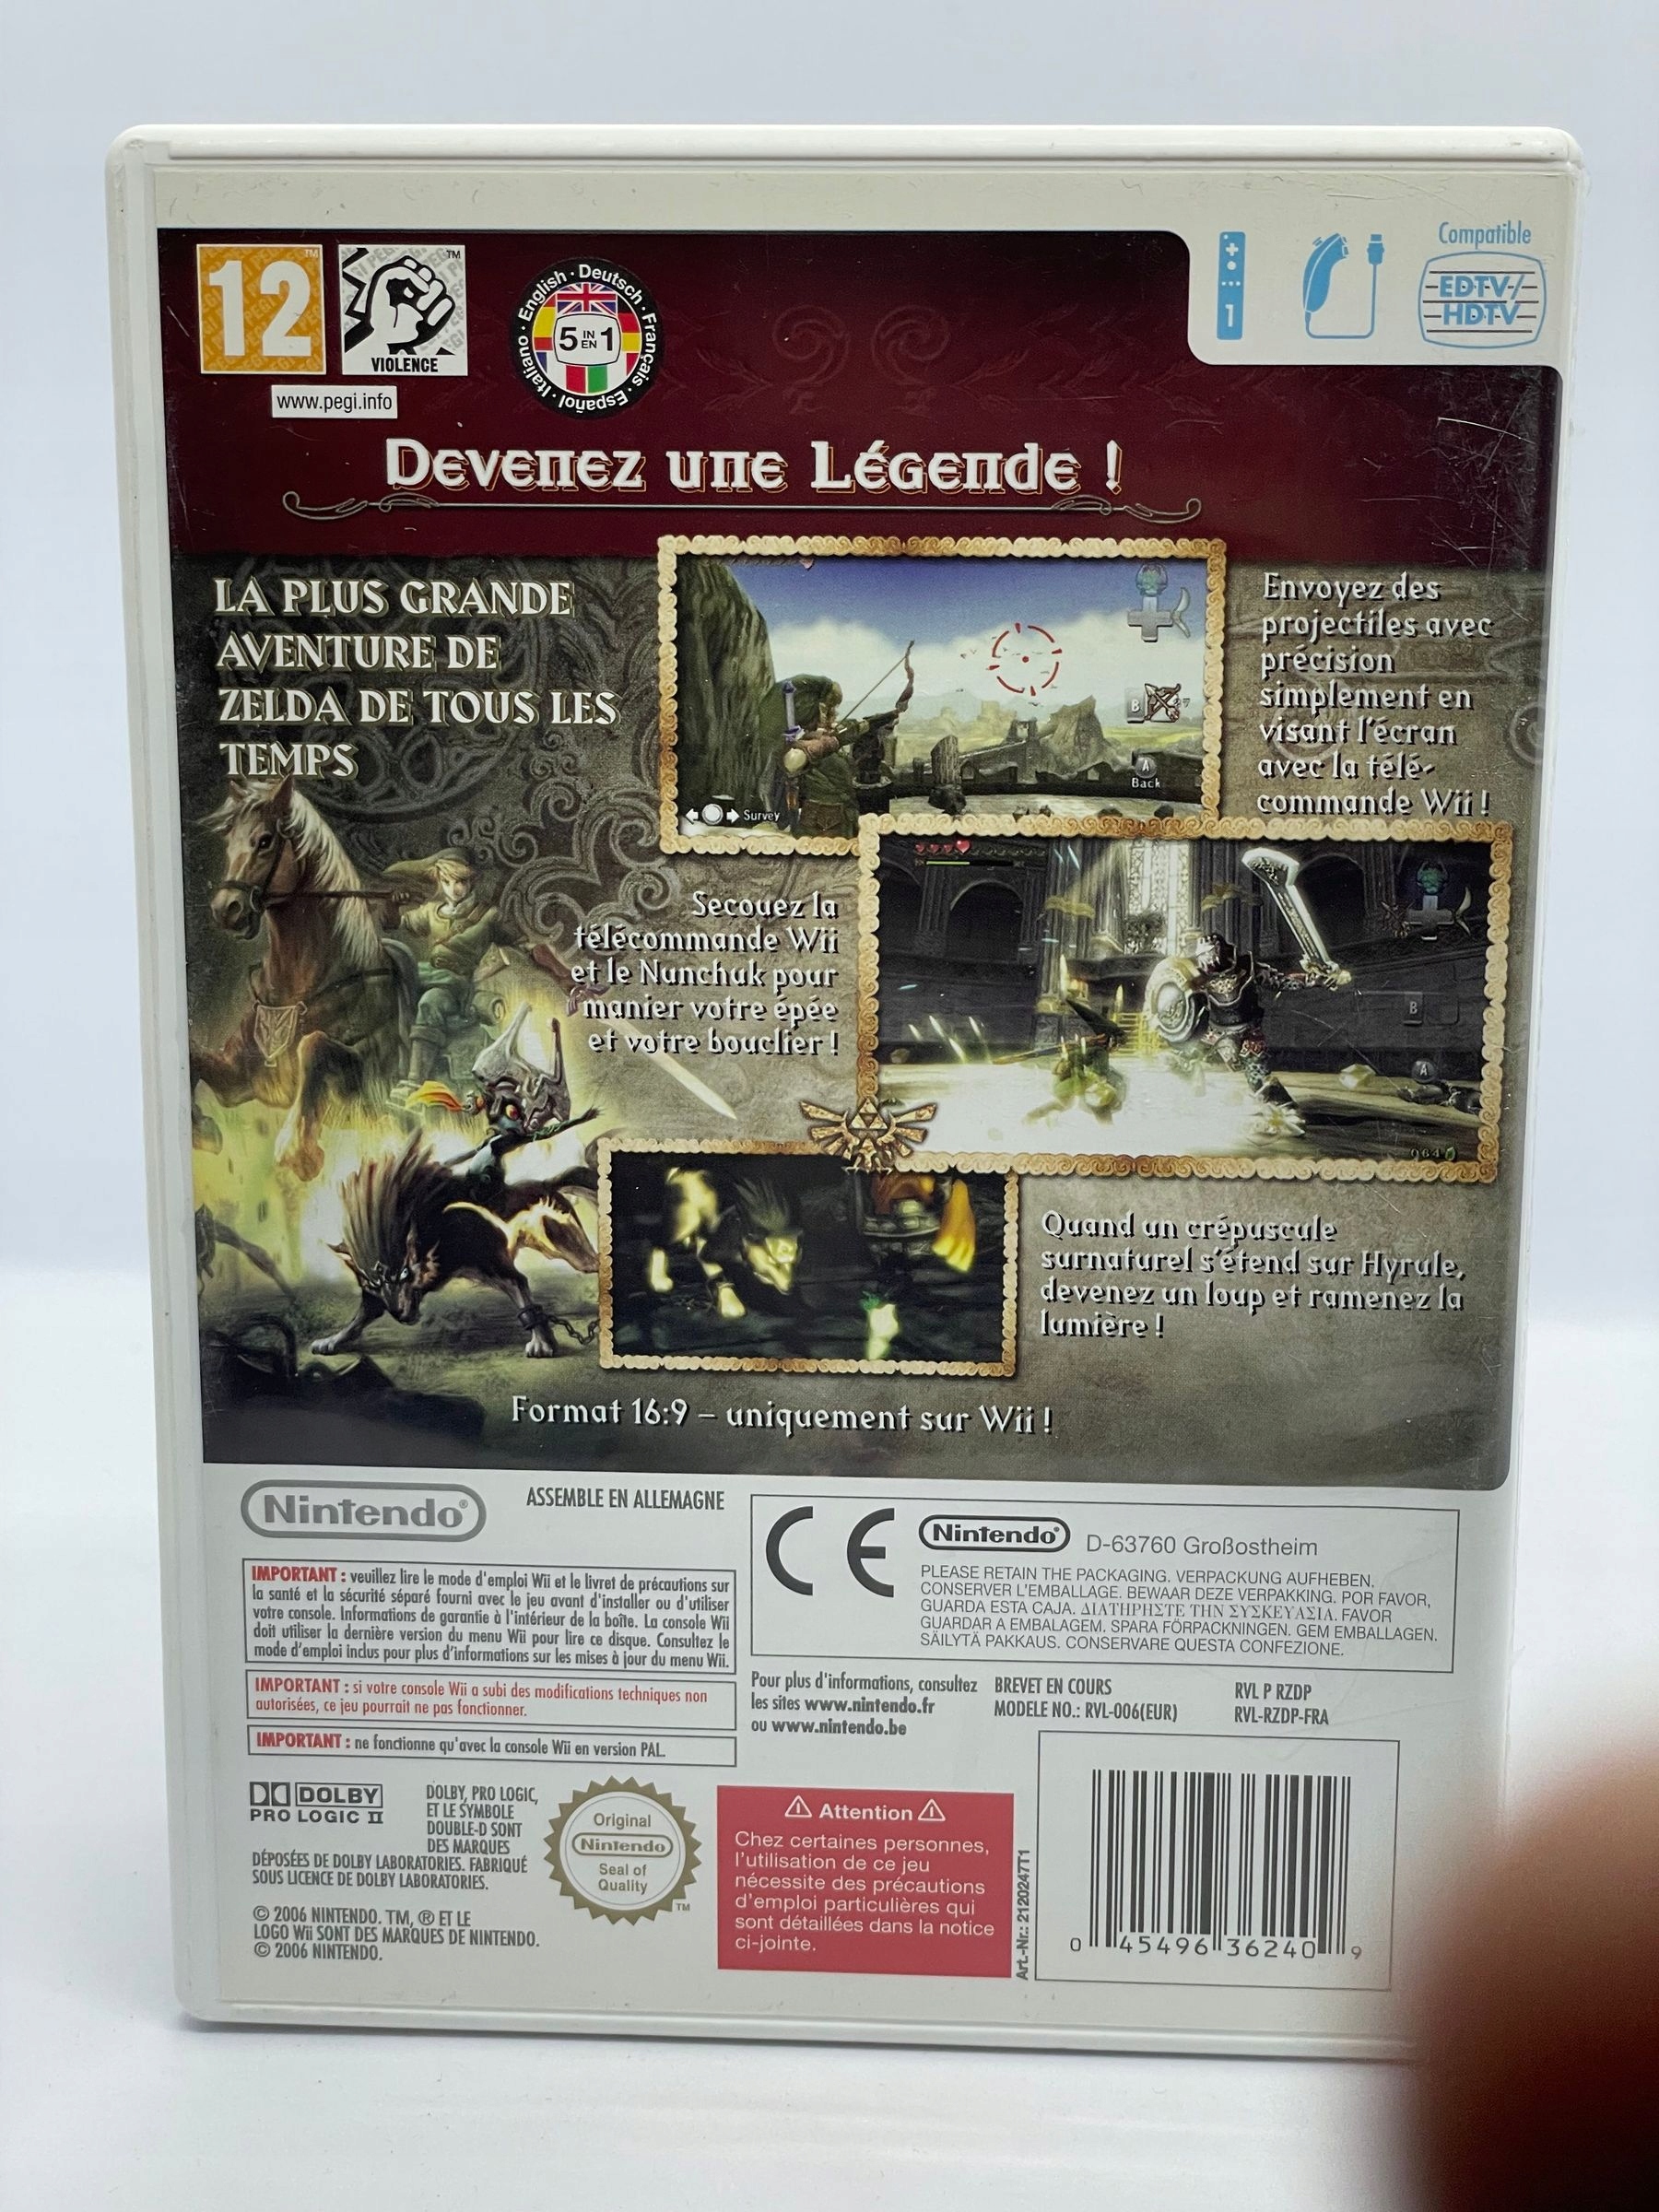 12
™
VIOLENCE
™
www.pegi.info
English · Deutsch · Français · Español · Italiano ·
5 IN EN 1
1
Compatible
EDTV/
HDTV
Devenez une Légende !
LA PLUS GRANDE
AVENTURE DE
ZELDA DE TOUS LES
TEMPS
B
A
Back
Survey
Envoyez des
projectiles avec
précision
simplement en
visant l'écran
avec la télé-
commande Wii !
Secouez la
télécommande Wii
et le Nunchuk pour
manier votre épée
et votre bouclier !
B
A
064
Quand un crépuscule
surnaturel s'étend sur Hyrule,
devenez un loup et ramenez la
lumière !
Format 16:9 – uniquement sur Wii !
Nintendo®
ASSEMBLE EN ALLEMAGNE
IMPORTANT : veuillez lire le mode d'emploi Wii et le livret de précautions sur
la santé et la sécurité séparé fourni avec le jeu avant d'installer ou d'utiliser
votre console. Informations de garantie à l'intérieur de la boîte. La console Wii
doit utiliser la dernière version du menu Wii pour lire ce disque. Consultez le
mode d'emploi inclus pour plus d'informations sur les mises à jour du menu Wii.
IMPORTANT : si votre console Wii a subi des modifications techniques non
autorisées, ce jeu pourrait ne pas fonctionner.
IMPORTANT : ne fonctionne qu'avec la console Wii en version PAL.
CE
Nintendo®
D-63760 Großostheim
PLEASE RETAIN THE PACKAGING. VERPACKUNG AUFHEBEN,
CONSERVER L'EMBALLAGE. BEWAAR DEZE VERPAKKING. POR FAVOR,
GUARDA ESTA CAJA. ΔΙΑΤΗΡΗΣΤΕ ΤΗΝ ΣΥΣΚΕΥΑΣΙΑ. FAVOR
GUARDAR A EMBALAGEM. SPARA FÖRPACKNINGEN. GEM EMBALLAGEN.
SÄILYTÄ PAKKAUS. CONSERVARE QUESTA CONFEZIONE.
Pour plus d'informations, consultez
les sites www.nintendo.fr
ou www.nintendo.be
BREVET EN COURS
MODELE NO.: RVL-006(EUR)
RVL P RZDP
RVL-RZDP-FRA
DOLBY
PRO LOGIC II
DOLBY, PRO LOGIC,
ET LE SYMBOLE
DOUBLE-D SONT
DES MARQUES
DÉPOSÉES DE DOLBY LABORATORIES. FABRIQUÉ
SOUS LICENCE DE DOLBY LABORATORIES.
© 2006 NINTENDO. TM, ® ET LE
LOGO Wii SONT DES MARQUES DE NINTENDO.
© 2006 NINTENDO.
Original
Nintendo
Seal of
Quality
TM
⚠ Attention ⚠
Chez certaines personnes,
l'utilisation de ce jeu
nécessite des précautions
d'emploi particulières qui
sont détaillées dans la notice
ci-jointe.
Art.-Nr.: 2120247T1
0 45496 36240 9